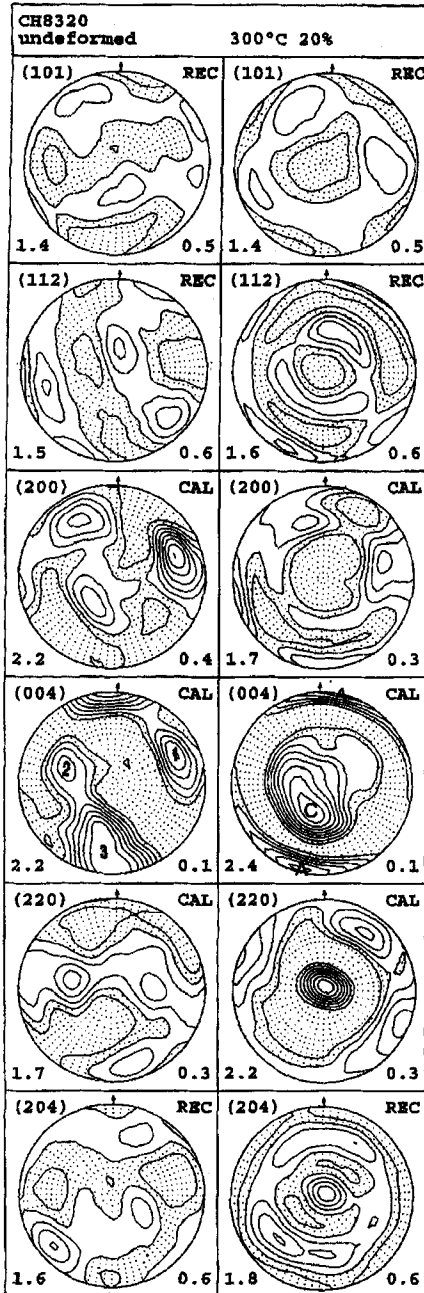 CH8320
undeformed 300°C 20%
(101) REC (101) REC
1.4 0.5 1.4 0.5
(112) REC (112) REC
1.5 0.6 1.6 0.6
(200) CAL (200) CAL
2.2 0.4 1.7 0.3
(004) CAL (004) CAL
1
2
C
3
2.2 0.1 2.4 0.1
(220) CAL (220) CAL
1.7 0.3 2.2 0.3
(204) REC (204) REC
1.6 0.6 1.8 0.6